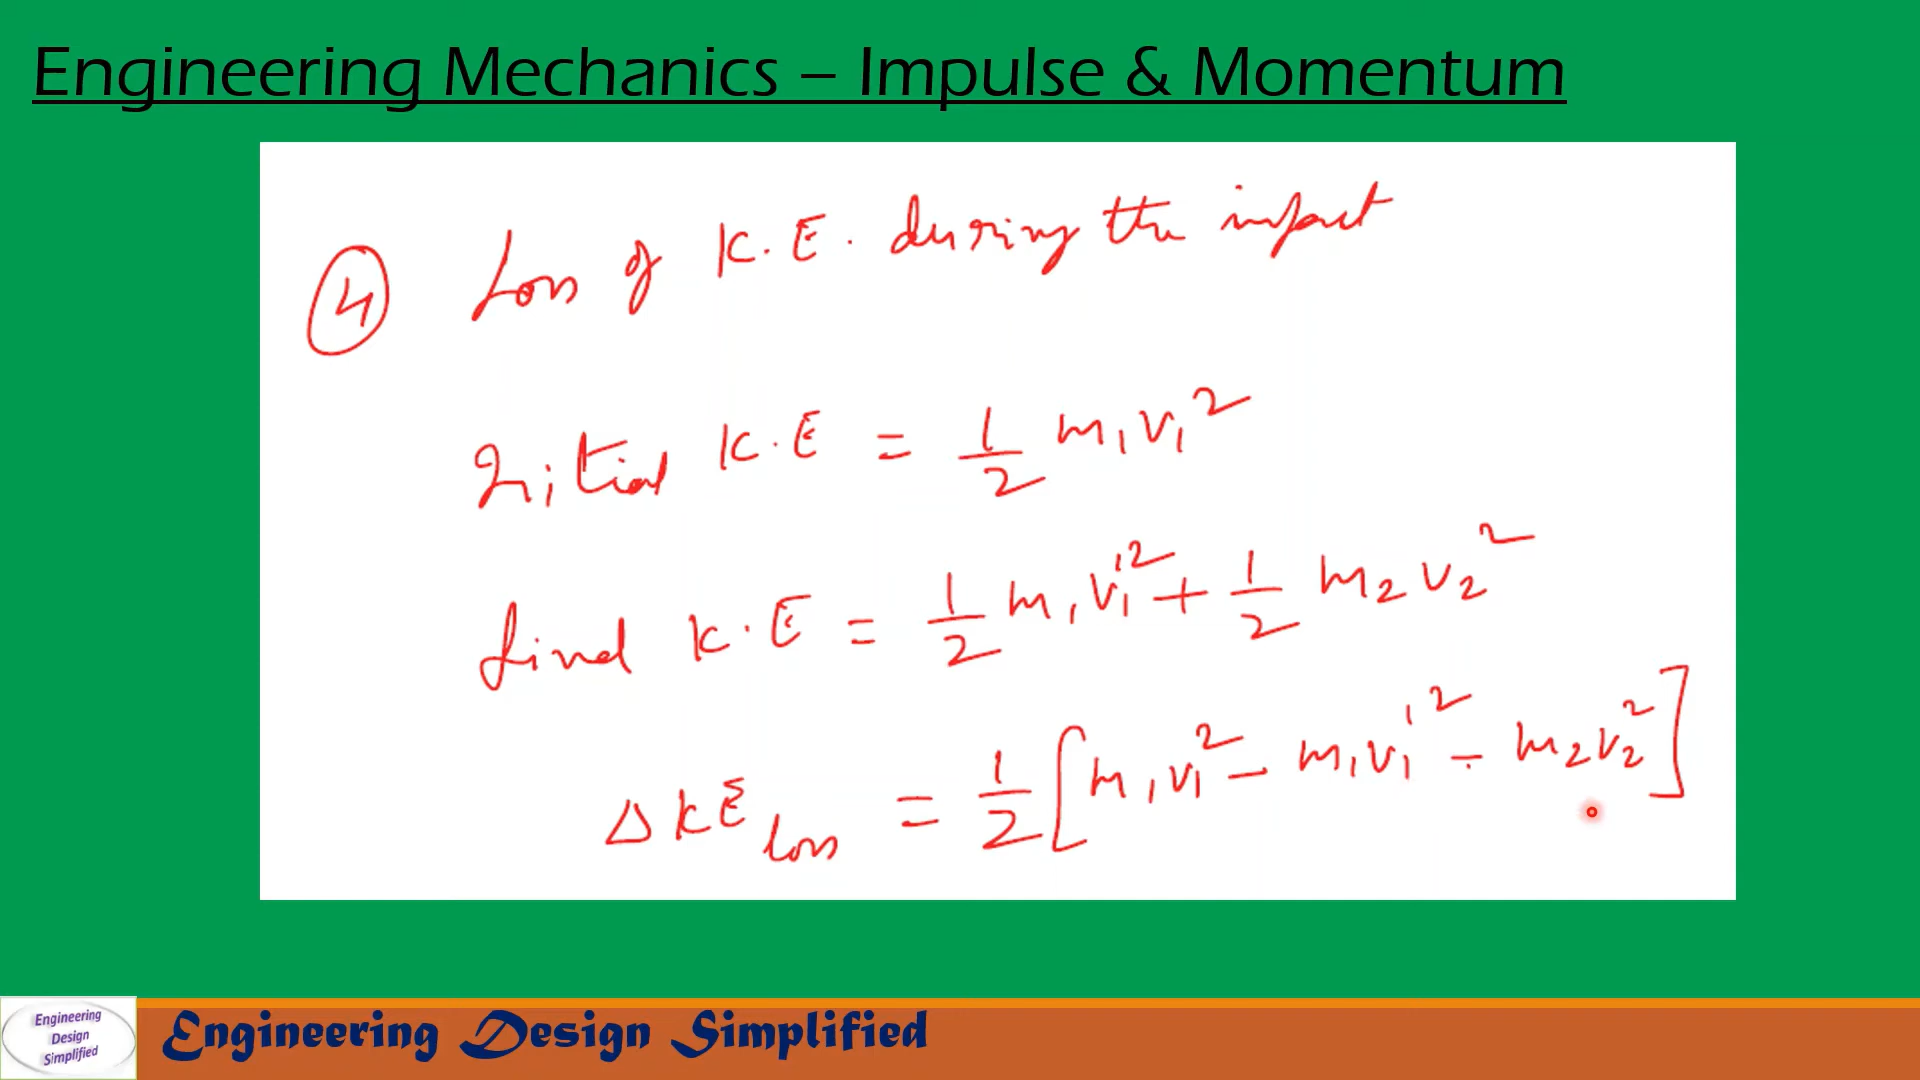 Engineering Mechanics – Impulse & Momentum
4 Loss of K.E. during the impact
Initial K.E = 1/2 m₁v₁²
final K.E = 1/2 m₁v₁'² + 1/2 m₂v₂²
ΔKE loss = 1/2 [m₁v₁² − m₁v₁'² − m₂v₂²]
Engineering
Design
Simplified
Engineering Design Simplified